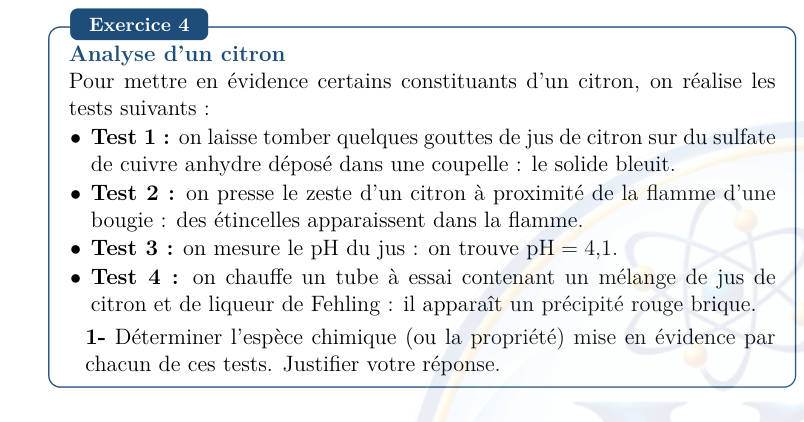 Exercice 4
Analyse d'un citron
Pour mettre en évidence certains constituants d'un citron, on réalise les
tests suivants :
• Test 1 : on laisse tomber quelques gouttes de jus de citron sur du sulfate
de cuivre anhydre déposé dans une coupelle : le solide bleuit.
• Test 2 : on presse le zeste d'un citron à proximité de la flamme d'une
bougie : des étincelles apparaissent dans la flamme.
• Test 3 : on mesure le pH du jus : on trouve pH = 4,1.
• Test 4 : on chauffe un tube à essai contenant un mélange de jus de
citron et de liqueur de Fehling : il apparaît un précipité rouge brique.
1- Déterminer l'espèce chimique (ou la propriété) mise en évidence par
chacun de ces tests. Justifier votre réponse.